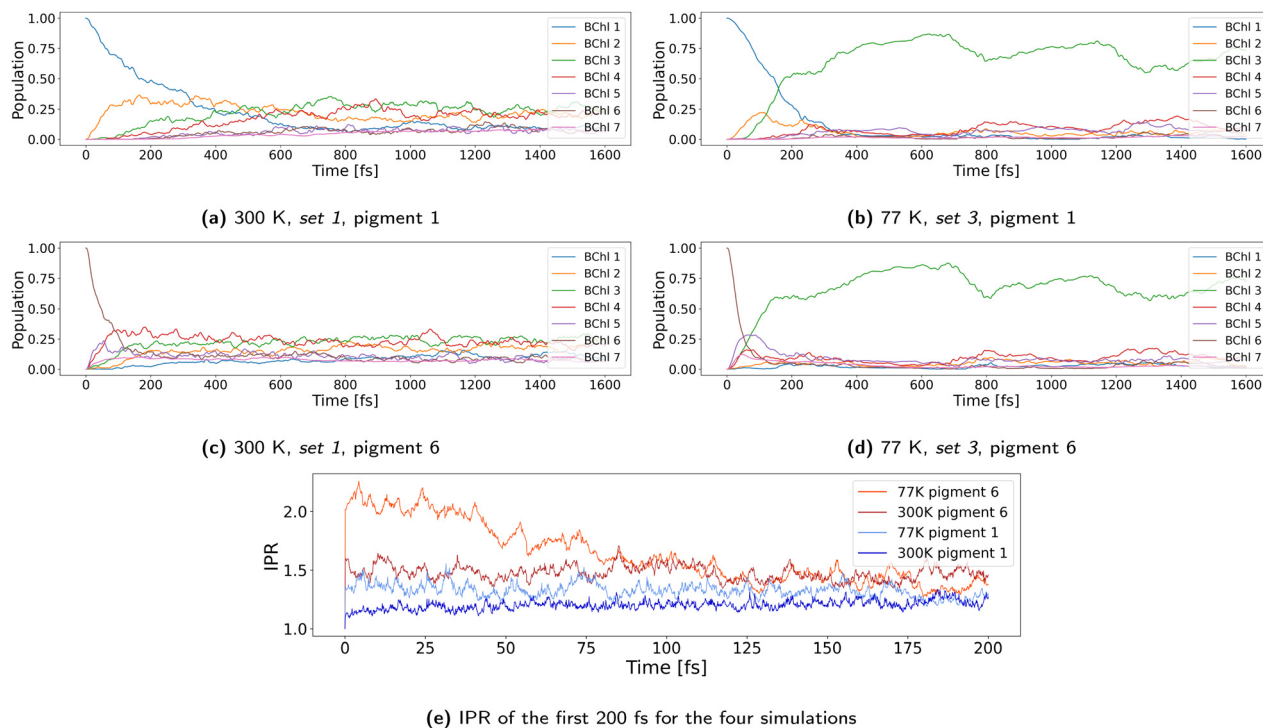 1.00
0.75
0.50
0.25
0.00
Population
0 200 400 600 800 1000 1200 1400 1600
Time [fs]
BChl 1
BChl 2
BChl 3
BChl 4
BChl 5
BChl 6
BChl 7
(a) 300 K, set 1, pigment 1
1.00
0.75
0.50
0.25
0.00
Population
0 200 400 600 800 1000 1200 1400 1600
Time [fs]
BChl 1
BChl 2
BChl 3
BChl 4
BChl 5
BChl 6
BChl 7
(b) 77 K, set 3, pigment 1
1.00
0.75
0.50
0.25
0.00
Population
0 200 400 600 800 1000 1200 1400 1600
Time [fs]
BChl 1
BChl 2
BChl 3
BChl 4
BChl 5
BChl 6
BChl 7
(c) 300 K, set 1, pigment 6
1.00
0.75
0.50
0.25
0.00
Population
0 200 400 600 800 1000 1200 1400 1600
Time [fs]
BChl 1
BChl 2
BChl 3
BChl 4
BChl 5
BChl 6
BChl 7
(d) 77 K, set 3, pigment 6
2.0
1.5
1.0
IPR
77K pigment 6
300K pigment 6
77K pigment 1
300K pigment 1
0 25 50 75 100 125 150 175 200
Time [fs]
(e) IPR of the first 200 fs for the four simulations